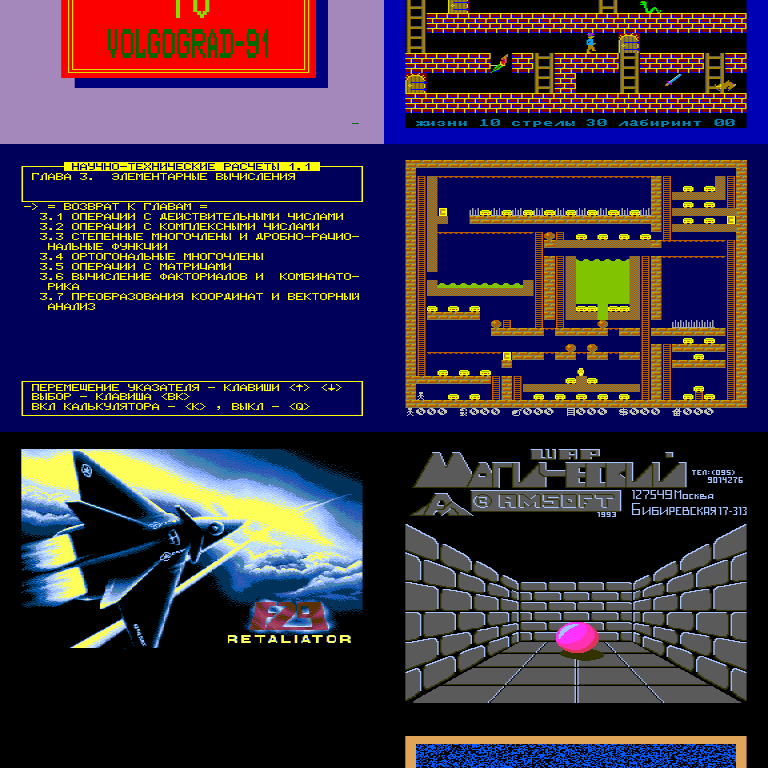 TV
VOLGOGRAD-91
жизни 10 стрелы 30 лабиринт 00
НАУЧНО-ТЕХНИЧЕСКИЕ РАСЧЕТЫ 1.1
ГЛАВА 3. ЭЛЕМЕНТАРНЫЕ ВЫЧИСЛЕНИЯ
-> = ВОЗВРАТ К ГЛАВАМ =
3.1 ОПЕРАЦИИ С ДЕЙСТВИТЕЛЬНЫМИ ЧИСЛАМИ
3.2 ОПЕРАЦИИ С КОМПЛЕКСНЫМИ ЧИСЛАМИ
3.3 СТЕПЕННЫЕ МНОГОЧЛЕНЫ И ДРОБНО-РАЦИО-
НАЛЬНЫЕ ФУНКЦИИ
3.4 ОРТОГОНАЛЬНЫЕ МНОГОЧЛЕНЫ
3.5 ОПЕРАЦИИ С МАТРИЦАМИ
3.6 ВЫЧИСЛЕНИЕ ФАКТОРИАЛОВ И КОМБИНАТО-
РИКА
3.7 ПРЕОБРАЗОВАНИЯ КООРДИНАТ И ВЕКТОРНЫЙ
АНАЛИЗ
ПЕРЕМЕЩЕНИЕ УКАЗАТЕЛЯ - КЛАВИШИ <↑> <↓>
ВЫБОР - КЛАВИША <ВК>
ВКЛ КАЛЬКУЛЯТОРА - <К> , ВЫКЛ - <Q>
000 000 000 000 000 000
F29
RETALIATOR
ШАР
МАГИЧЕСКИЙ
ТЕЛ:(095)
9014276
© AMSOFT
1993
127549 Москва
БИБИРЕВСКАЯ 17-313